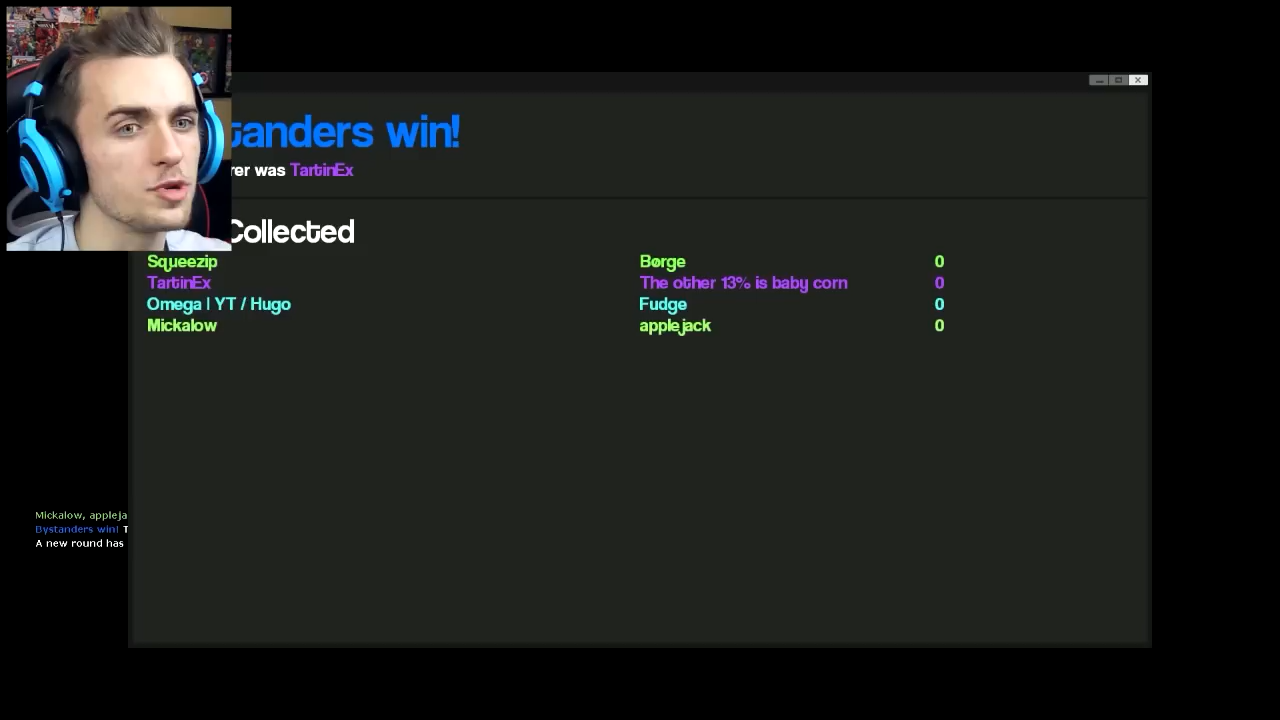 tanders win!
rer was TartinEx
Collected
Squeezip Børge 0
TartinEx The other 13% is baby corn 0
Omega | YT / Hugo Fudge 0
Mickalow applejack 0
Mickalow, appleja
Bystanders win! T
A new round has